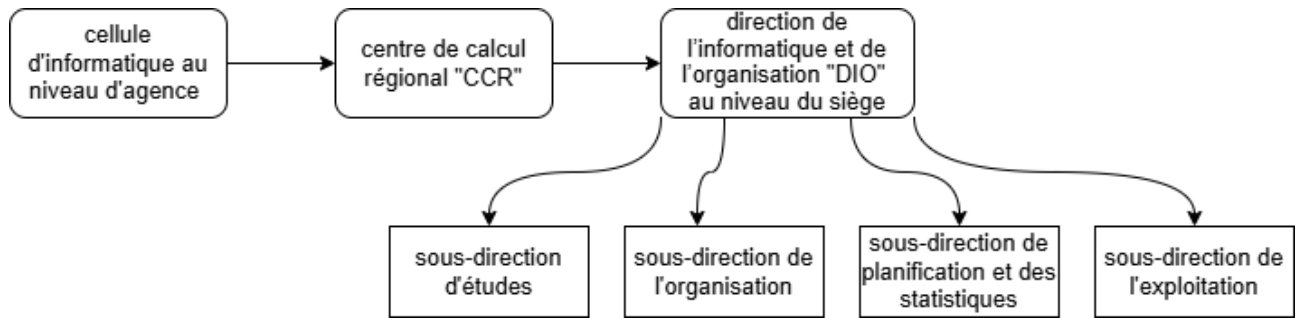 cellule
d'informatique au
niveau d'agence
centre de calcul
régional "CCR"
direction de
l'informatique et de
l'organisation "DIO"
au niveau du siège
sous-direction
d'études
sous-direction de
l'organisation
sous-direction de
planification et des
statistiques
sous-direction de
l'exploitation